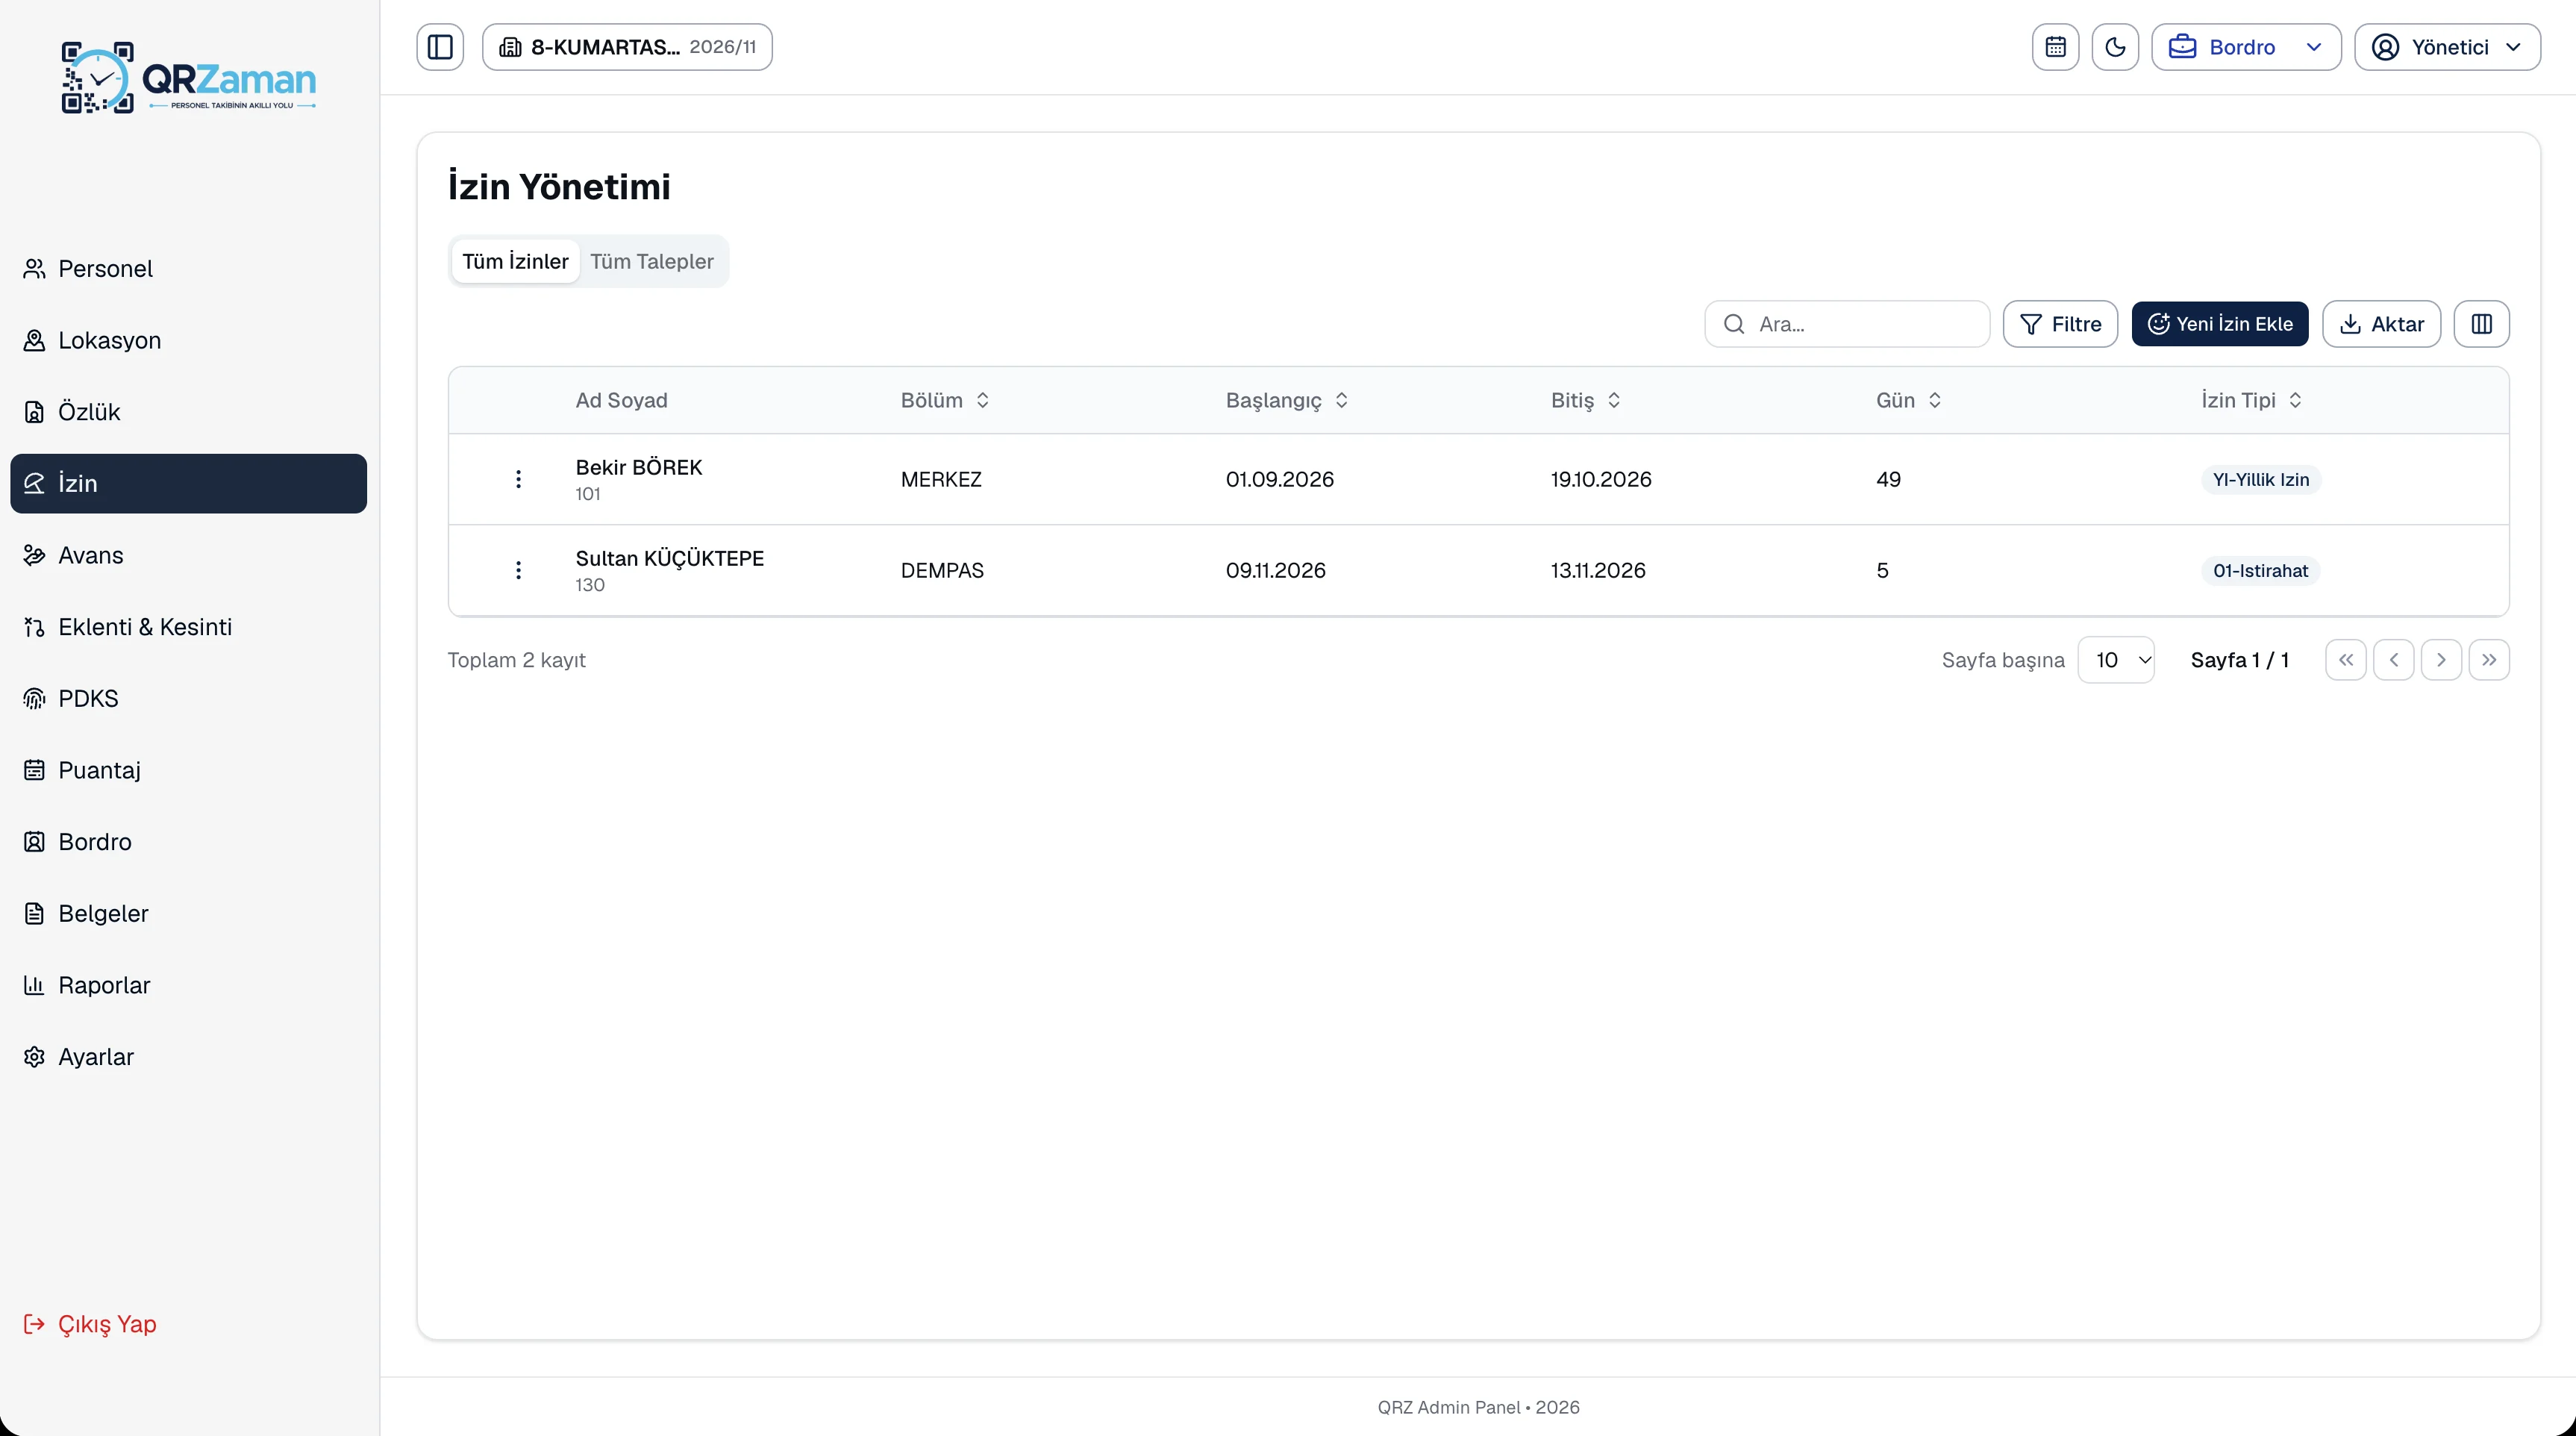 QRZaman
PERSONEL TAKİBİNİN AKILLI YOLU
8-KUMARTAS... 2026/11
Bordro
Yönetici
Personel
Lokasyon
Özlük
İzin
Avans
Eklenti & Kesinti
PDKS
Puantaj
Bordro
Belgeler
Raporlar
Ayarlar
Çıkış Yap
İzin Yönetimi
Tüm İzinler Tüm Talepler
Ara... Filtre Yeni İzin Ekle Aktar
Ad Soyad Bölüm Başlangıç Bitiş Gün İzin Tipi
Bekir BÖREK
101
MERKEZ 01.09.2026 19.10.2026 49 YI-Yillik Izin
Sultan KÜÇÜKTEPE
130
DEMPAS 09.11.2026 13.11.2026 5 01-Istirahat
Toplam 2 kayıt Sayfa başına 10 Sayfa 1 / 1
QRZ Admin Panel • 2026